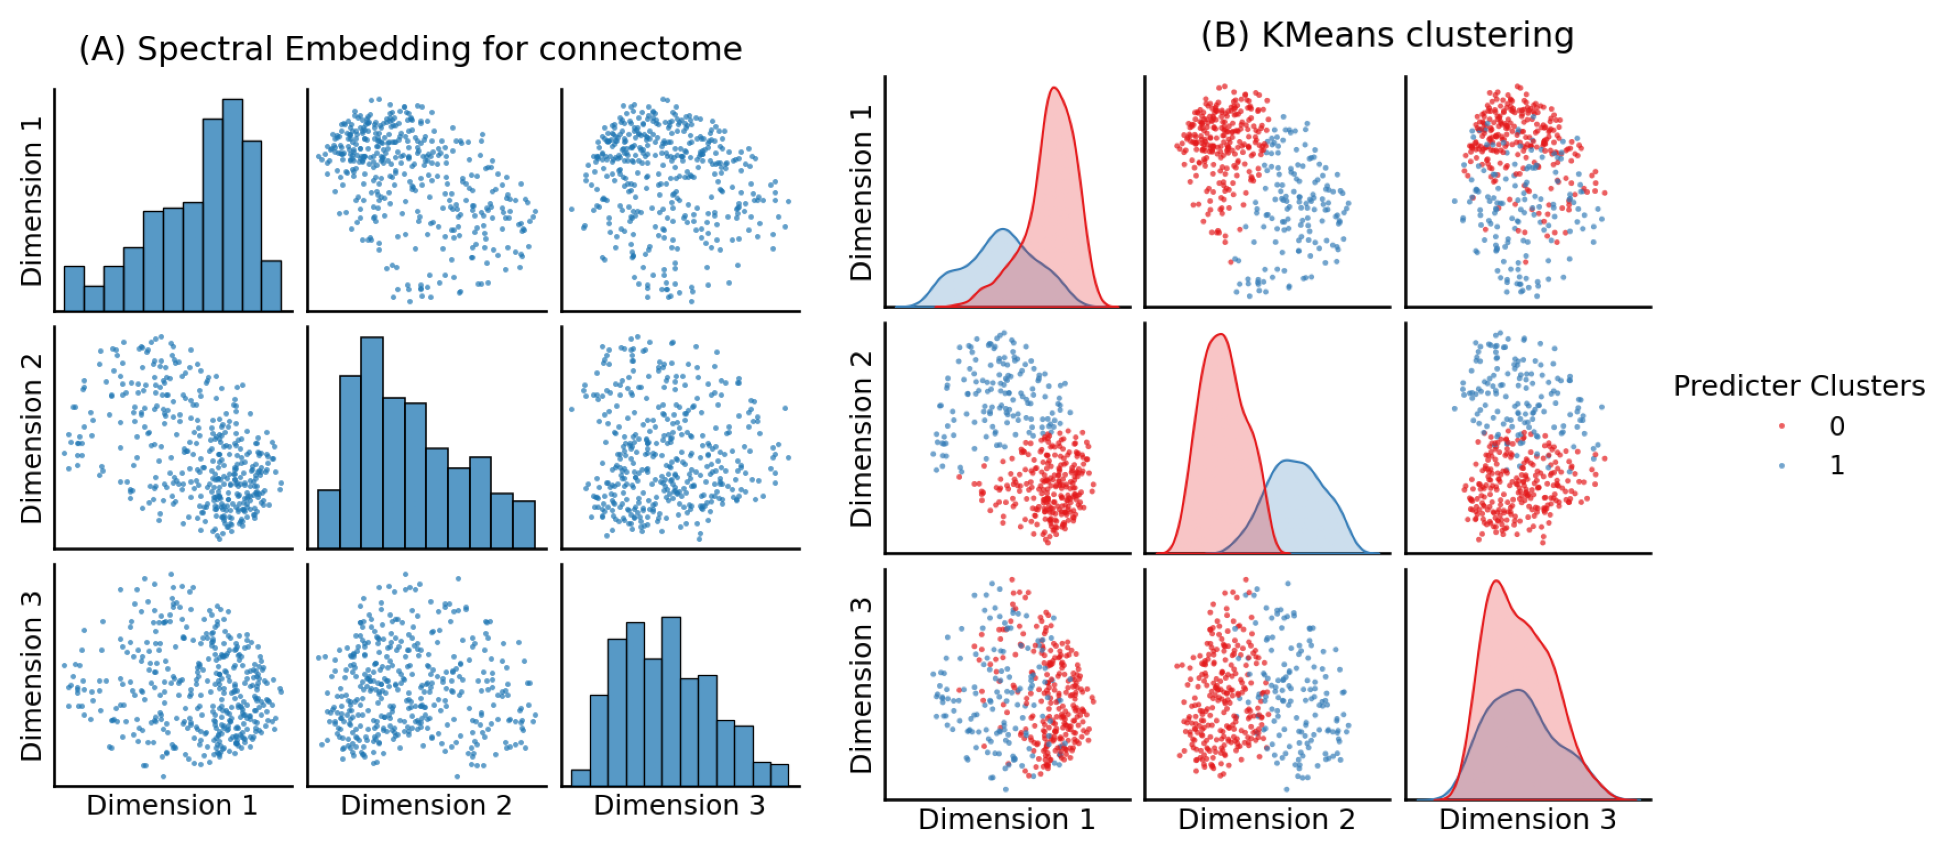 (A) Spectral Embedding for connectome
Dimension 1
Dimension 2
Dimension 3
Dimension 1
Dimension 2
Dimension 3
(B) KMeans clustering
Dimension 1
Dimension 2
Dimension 3
Dimension 1
Dimension 2
Dimension 3
Predicter Clusters
0
1